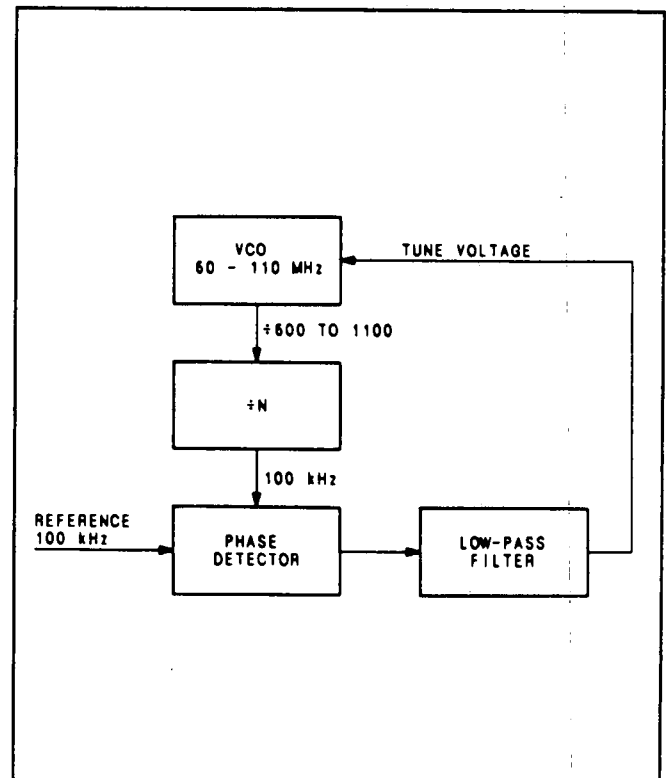 VCO
60 - 110 MHz
TUNE VOLTAGE
÷600 TO 1100
÷N
100 kHz
REFERENCE
100 kHz
PHASE
DETECTOR
LOW-PASS
FILTER